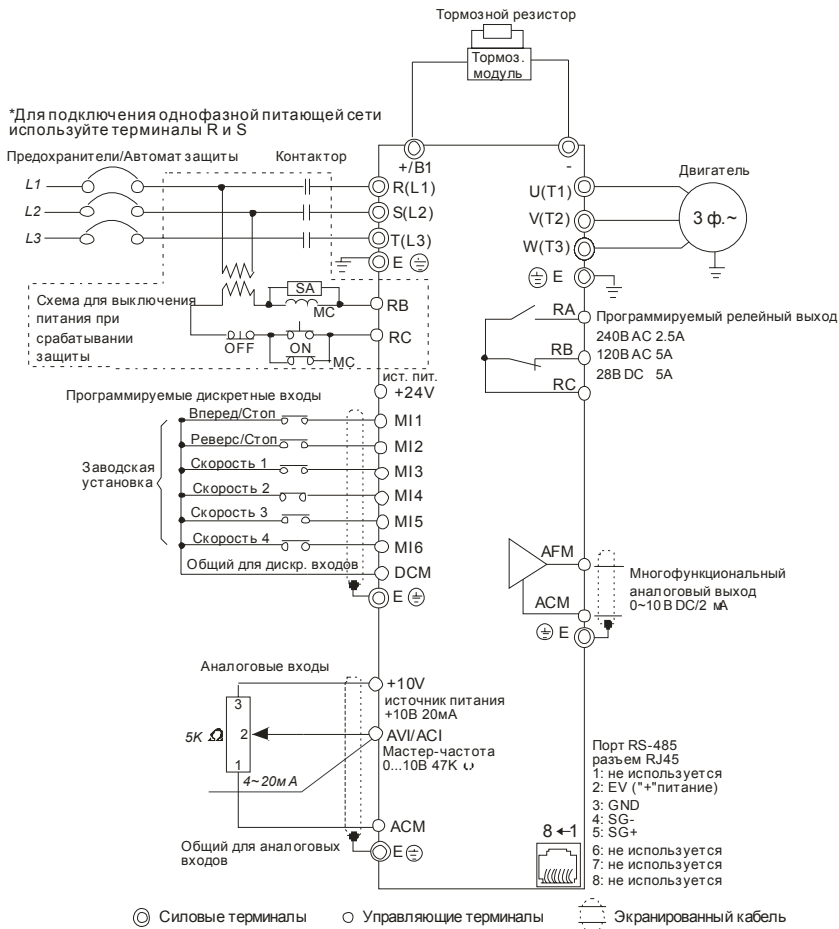 Тормозной резистор
Тормоз.
модуль
*Для подключения однофазной питающей сети
используйте терминалы R и S
Предохранители/Автомат защиты
Контактор
+/B1
-
Двигатель
L1
L2
L3
R(L1)
S(L2)
T(L3)
E
U(T1)
V(T2)
W(T3)
E
3 ф.~
Схема для выключения
питания при
срабатывании
защиты
SA
MC
OFF
ON
MC
RB
RC
RA
RB
RC
Программируемый релейный выход
240В AC 2.5A
120В AC 5A
28В DC 5A
ист. пит.
+24V
Программируемые дискретные входы
Вперед/Стоп
MI1
Реверс/Стоп
MI2
Заводская
установка
Скорость 1
MI3
Скорость 2
MI4
Скорость 3
MI5
Скорость 4
MI6
Общий для дискр. входов
DCM
E
AFM
ACM
E
Многофункциональный
аналоговый выход
0~10 В DC/2 мА
Аналоговые входы
+10V
источник питания
+10В 20мА
3
2
1
5K Ω
AVI/ACI
Мастер-частота
0...10В 47K ω
4~20мА
ACM
E
Общий для аналоговых
входов
Порт RS-485
разъем RJ45
1: не используется
2: EV ("+"питание)
3: GND
4: SG-
5: SG+
6: не используется
7: не используется
8: не используется
8 ←1
Силовые терминалы
Управляющие терминалы
Экранированный кабель